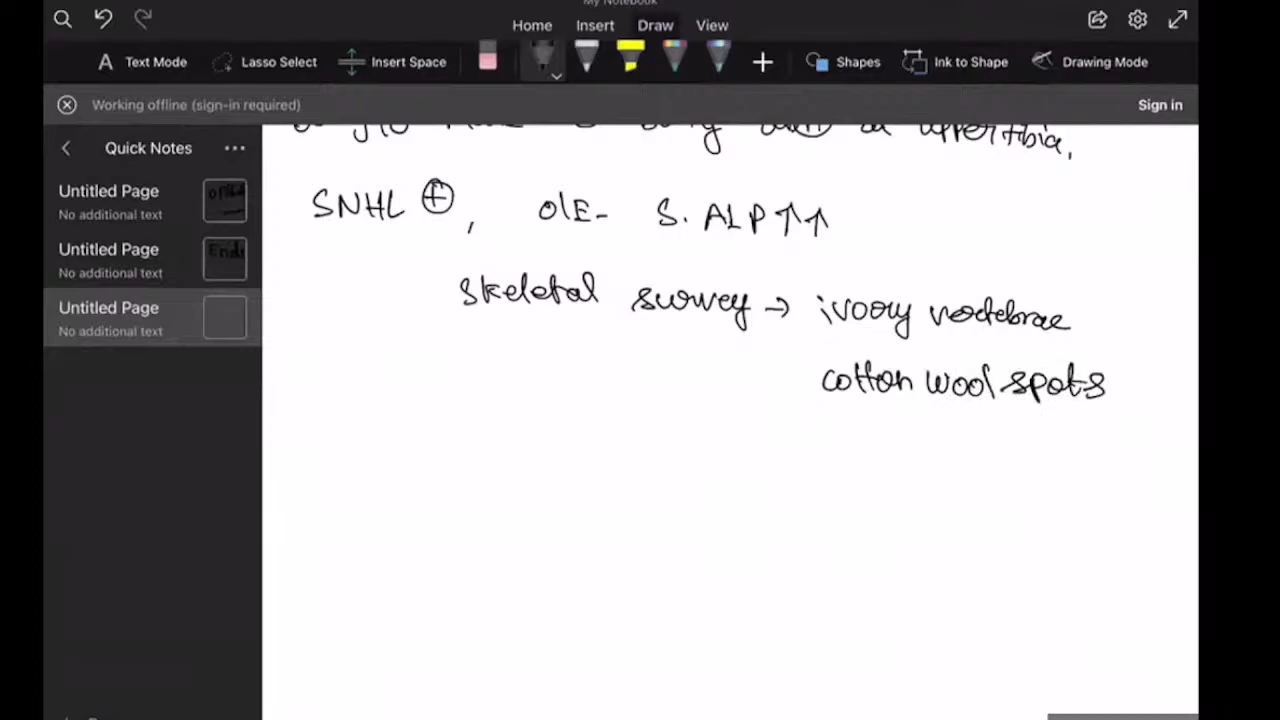 My Notebook
Home Insert Draw View
Text Mode Lasso Select Insert Space Shapes Ink to Shape Drawing Mode
Working offline (sign-in required) Sign in
Quick Notes
Untitled Page
No additional text
Untitled Page
No additional text
Untitled Page
No additional text
upper tibia.
SNHL ⊕, O/E- S. ALP ↑↑
skeletal survey → ivory vertebrae
cotton wool spots